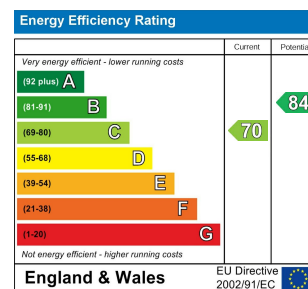 Energy Efficiency Rating
Current
Potentia
Very energy efficient - lower running costs
(92 plus) A
(81-91) B
84
(69-80) C
70
(55-68) D
(39-54) E
(21-38) F
(1-20) G
Not energy efficient - higher running costs
England & Wales
EU Directive
2002/91/EC